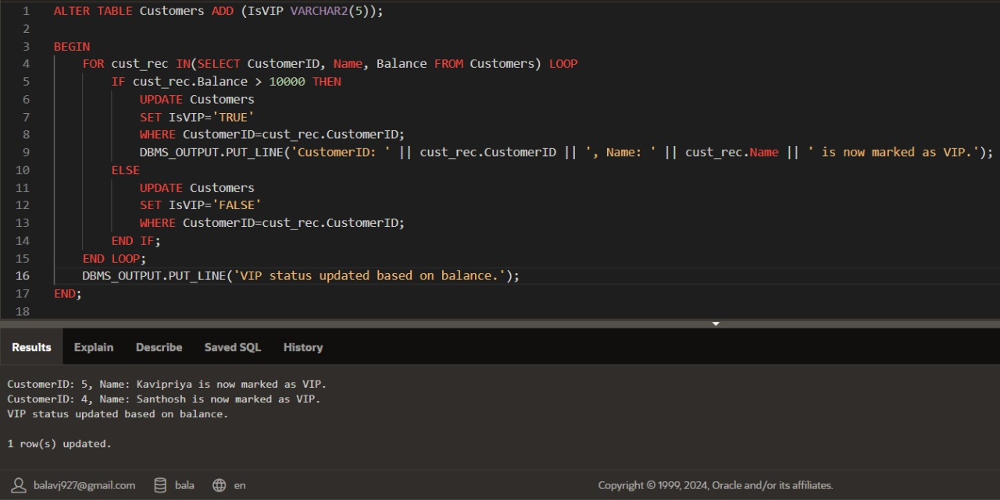 1 ALTER TABLE Customers ADD (IsVIP VARCHAR2(5));
2
3 BEGIN
4 FOR cust_rec IN(SELECT CustomerID, Name, Balance FROM Customers) LOOP
5 IF cust_rec.Balance > 10000 THEN
6 UPDATE Customers
7 SET IsVIP='TRUE'
8 WHERE CustomerID=cust_rec.CustomerID;
9 DBMS_OUTPUT.PUT_LINE('CustomerID: ' || cust_rec.CustomerID || ', Name: ' || cust_rec.Name || ' is now marked as VIP.');
10 ELSE
11 UPDATE Customers
12 SET IsVIP='FALSE'
13 WHERE CustomerID=cust_rec.CustomerID;
14 END IF;
15 END LOOP;
16 DBMS_OUTPUT.PUT_LINE('VIP status updated based on balance.');
17 END;
18
Results Explain Describe Saved SQL History
CustomerID: 5, Name: Kavipriya is now marked as VIP.
CustomerID: 4, Name: Santhosh is now marked as VIP.
VIP status updated based on balance.
1 row(s) updated.
balavj927@gmail.com bala en Copyright © 1999, 2024, Oracle and/or its affiliates.